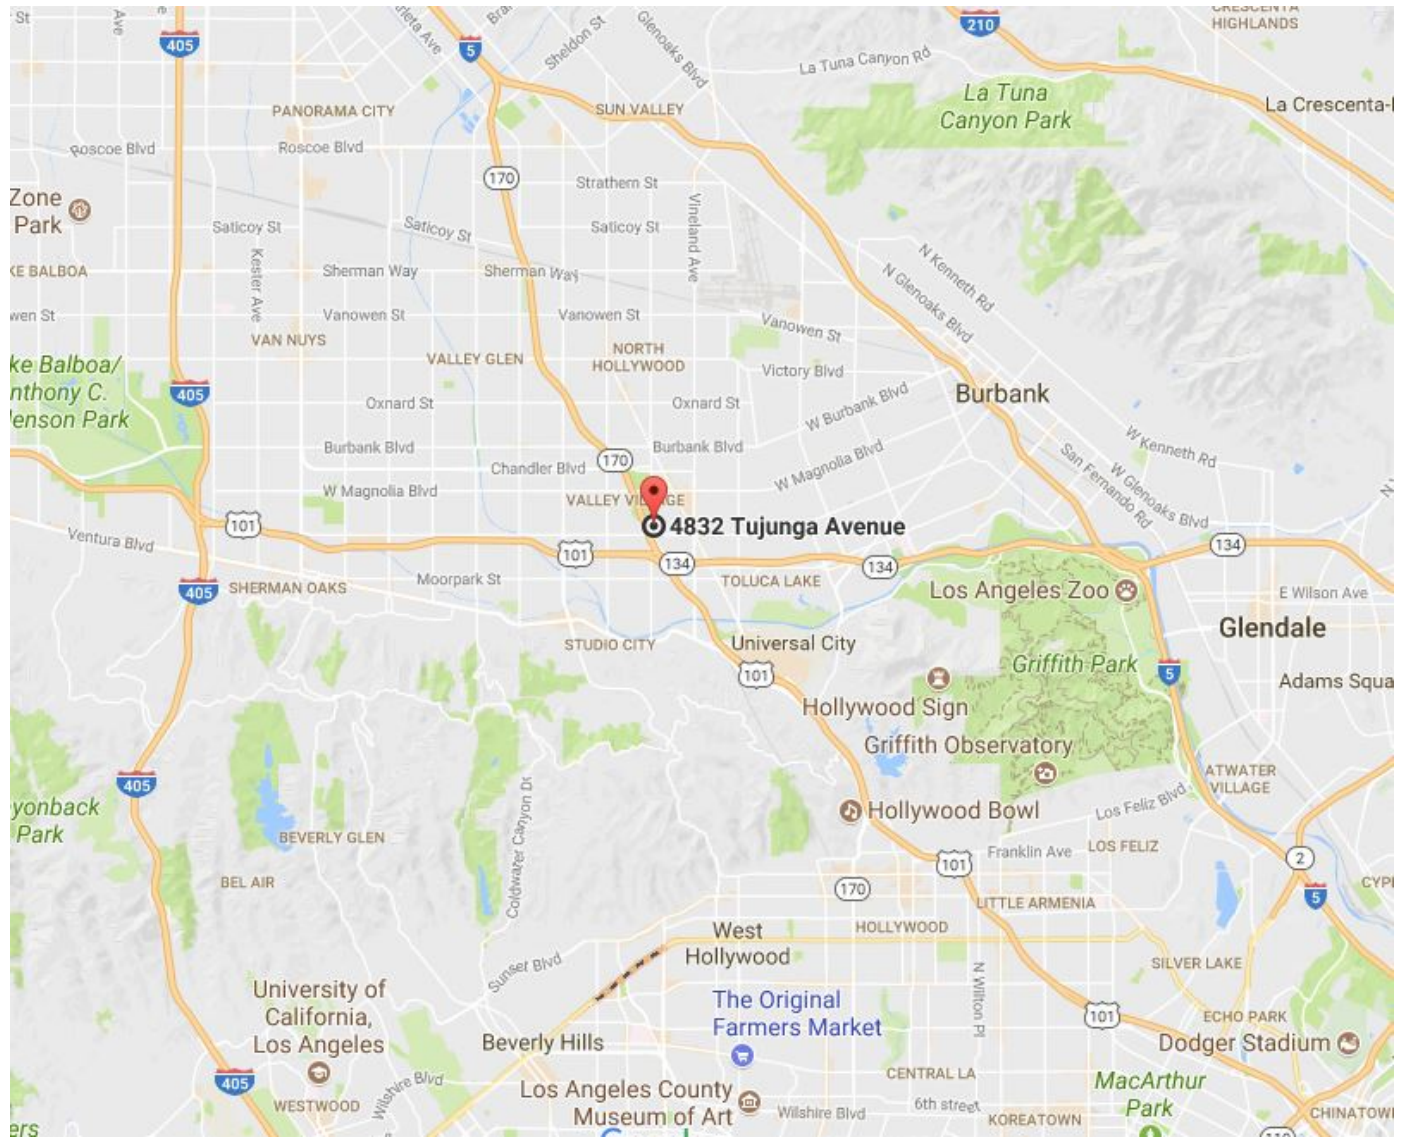 St
Ave
405
5
Sheldon St
Glenoaks Blvd
210
CRESCENTA
HIGHLANDS
La Tuna Canyon Rd
La Tuna
Canyon Park
La Crescenta-
PANORAMA CITY
SUN VALLEY
Roscoe Blvd
Roscoe Blvd
170
Strathern St
Zone
Park
Saticoy St
Saticoy St
Saticoy St
Vineland Ave
N Kenneth Rd
KE BALBOA
Kester Ave
Sherman Way
Sherman Way
N Glenoaks Blvd
wen St
Vanowen St
Vanowen St
Vanowen St
VAN NUYS
VALLEY GLEN
NORTH
HOLLYWOOD
ke Balboa/
nthony C.
enson Park
Victory Blvd
405
Oxnard St
Oxnard St
W Burbank Blvd
Burbank
Burbank Blvd
Burbank Blvd
W Kenneth Rd
Chandler Blvd
170
W Magnolia Blvd
San Fernando Rd
W Glenoaks Blvd
W Magnolia Blvd
VALLEY VILLAGE
4832 Tujunga Avenue
101
Ventura Blvd
101
134
134
134
SHERMAN OAKS
405
Moorpark St
TOLUCA LAKE
Los Angeles Zoo
E Wilson Ave
Glendale
STUDIO CITY
Universal City
Griffith Park
5
101
Adams Squa
Hollywood Sign
Griffith Observatory
405
ATWATER
VILLAGE
yonback
Park
Hollywood Bowl
Los Feliz Blvd
BEVERLY GLEN
Coldwater Canyon Dr
Franklin Ave
LOS FELIZ
101
2
BEL AIR
170
CYP
5
LITTLE ARMENIA
West
Hollywood
HOLLYWOOD
Sunset Blvd
SILVER LAKE
University of
California,
Los Angeles
The Original
Farmers Market
N Wilton Pl
101
ECHO PARK
Beverly Hills
Dodger Stadium
405
CENTRAL LA
WESTWOOD
Wilshire Blvd
Los Angeles County
Museum of Art
Wilshire Blvd
6th street
KOREATOWN
MacArthur
Park
CHINATOW
ers